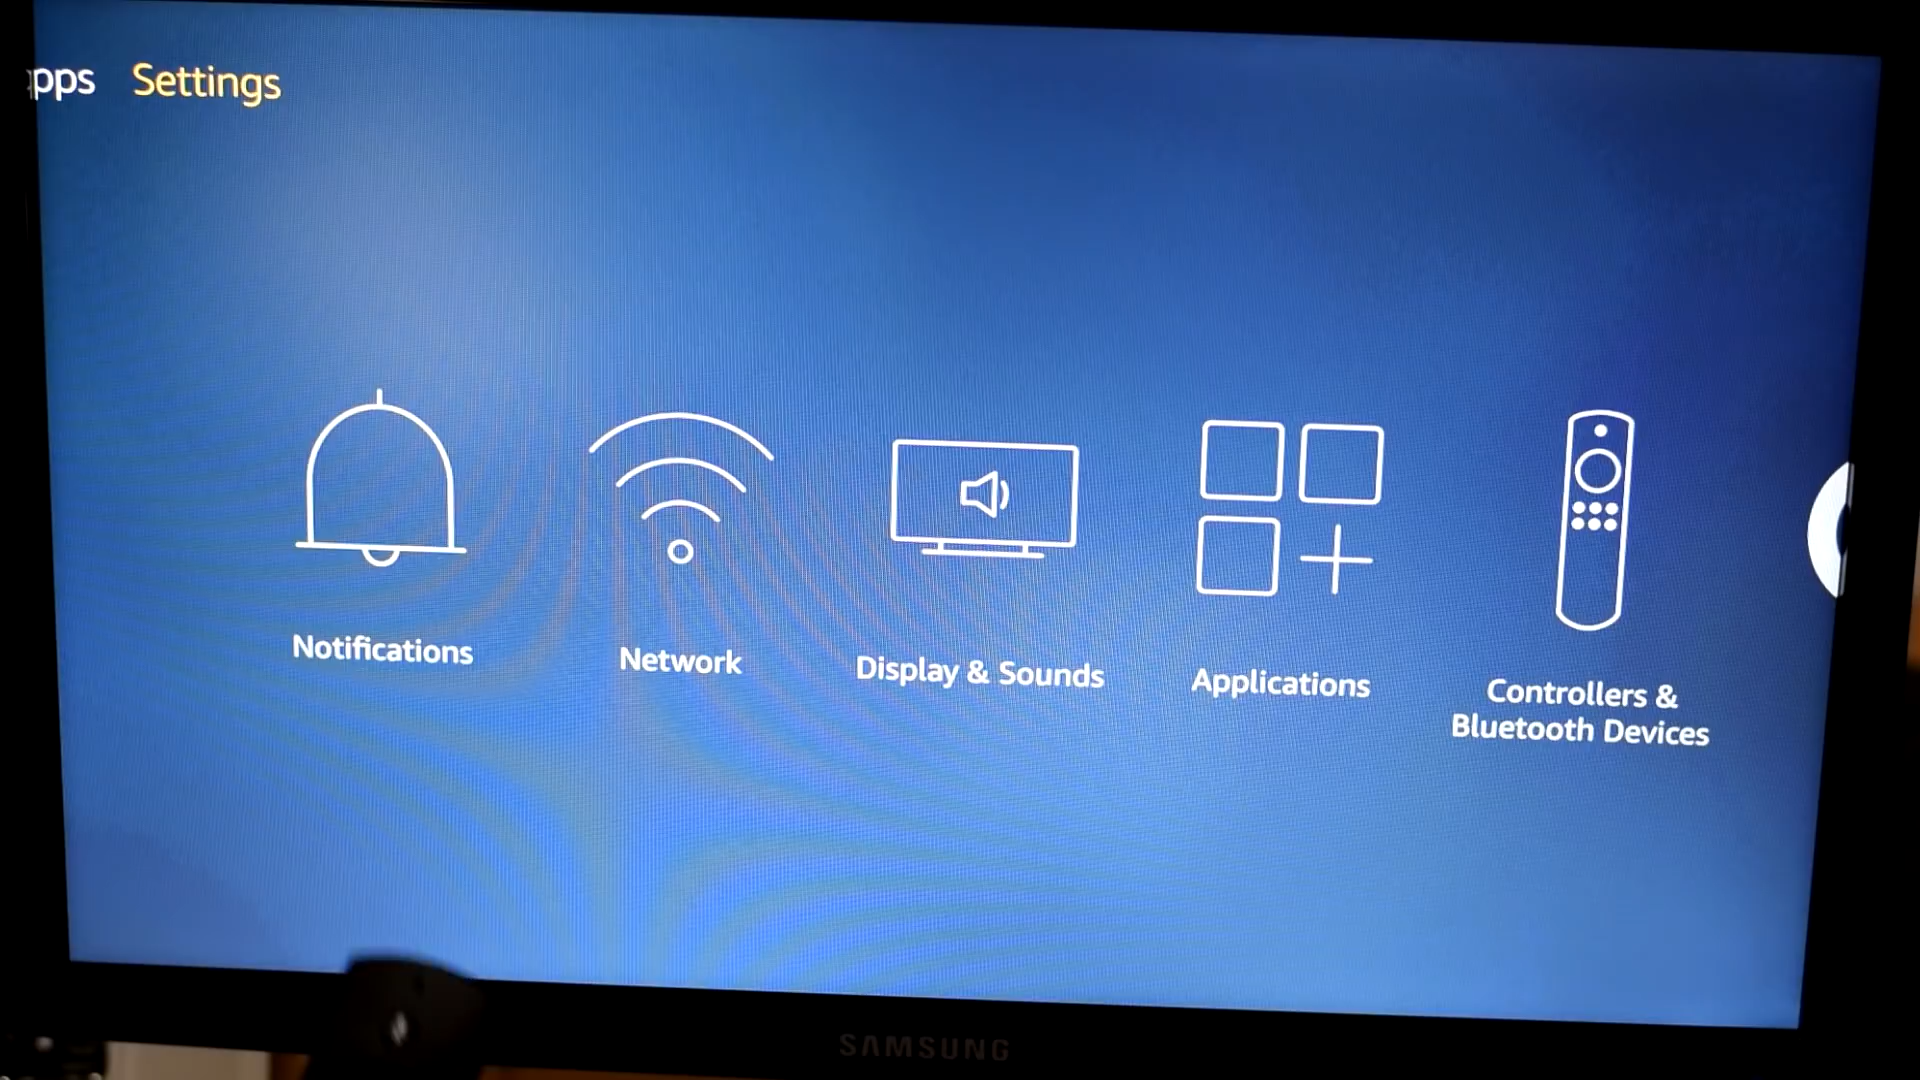 pps Settings
Notifications
Network
Display & Sounds
Applications
Controllers &
Bluetooth Devices
SAMSUNG